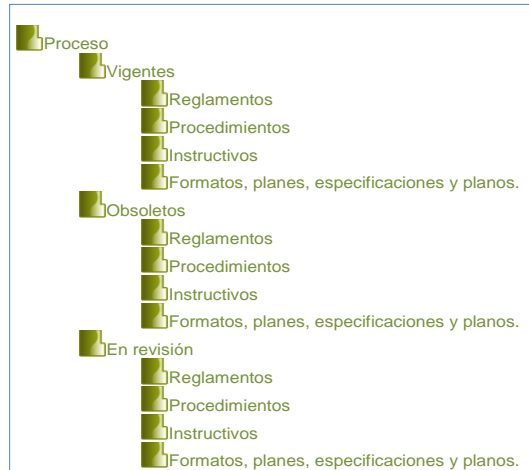 Proceso
Vigentes
Reglamentos
Procedimientos
Instructivos
Formatos, planes, especificaciones y planos.
Obsoletos
Reglamentos
Procedimientos
Instructivos
Formatos, planes, especificaciones y planos.
En revisión
Reglamentos
Procedimientos
Instructivos
Formatos, planes, especificaciones y planos.